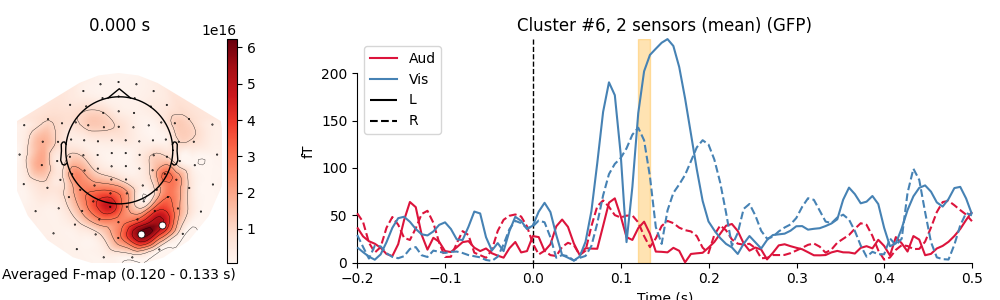 0.000 s
1e16
6
5
4
3
2
1
Averaged F-map (0.120 - 0.133 s)
Cluster #6, 2 sensors (mean) (GFP)
Aud
Vis
L
R
fT
200
150
100
50
0
−0.2 −0.1 0.0 0.1 0.2 0.3 0.4 0.5
Time (s)